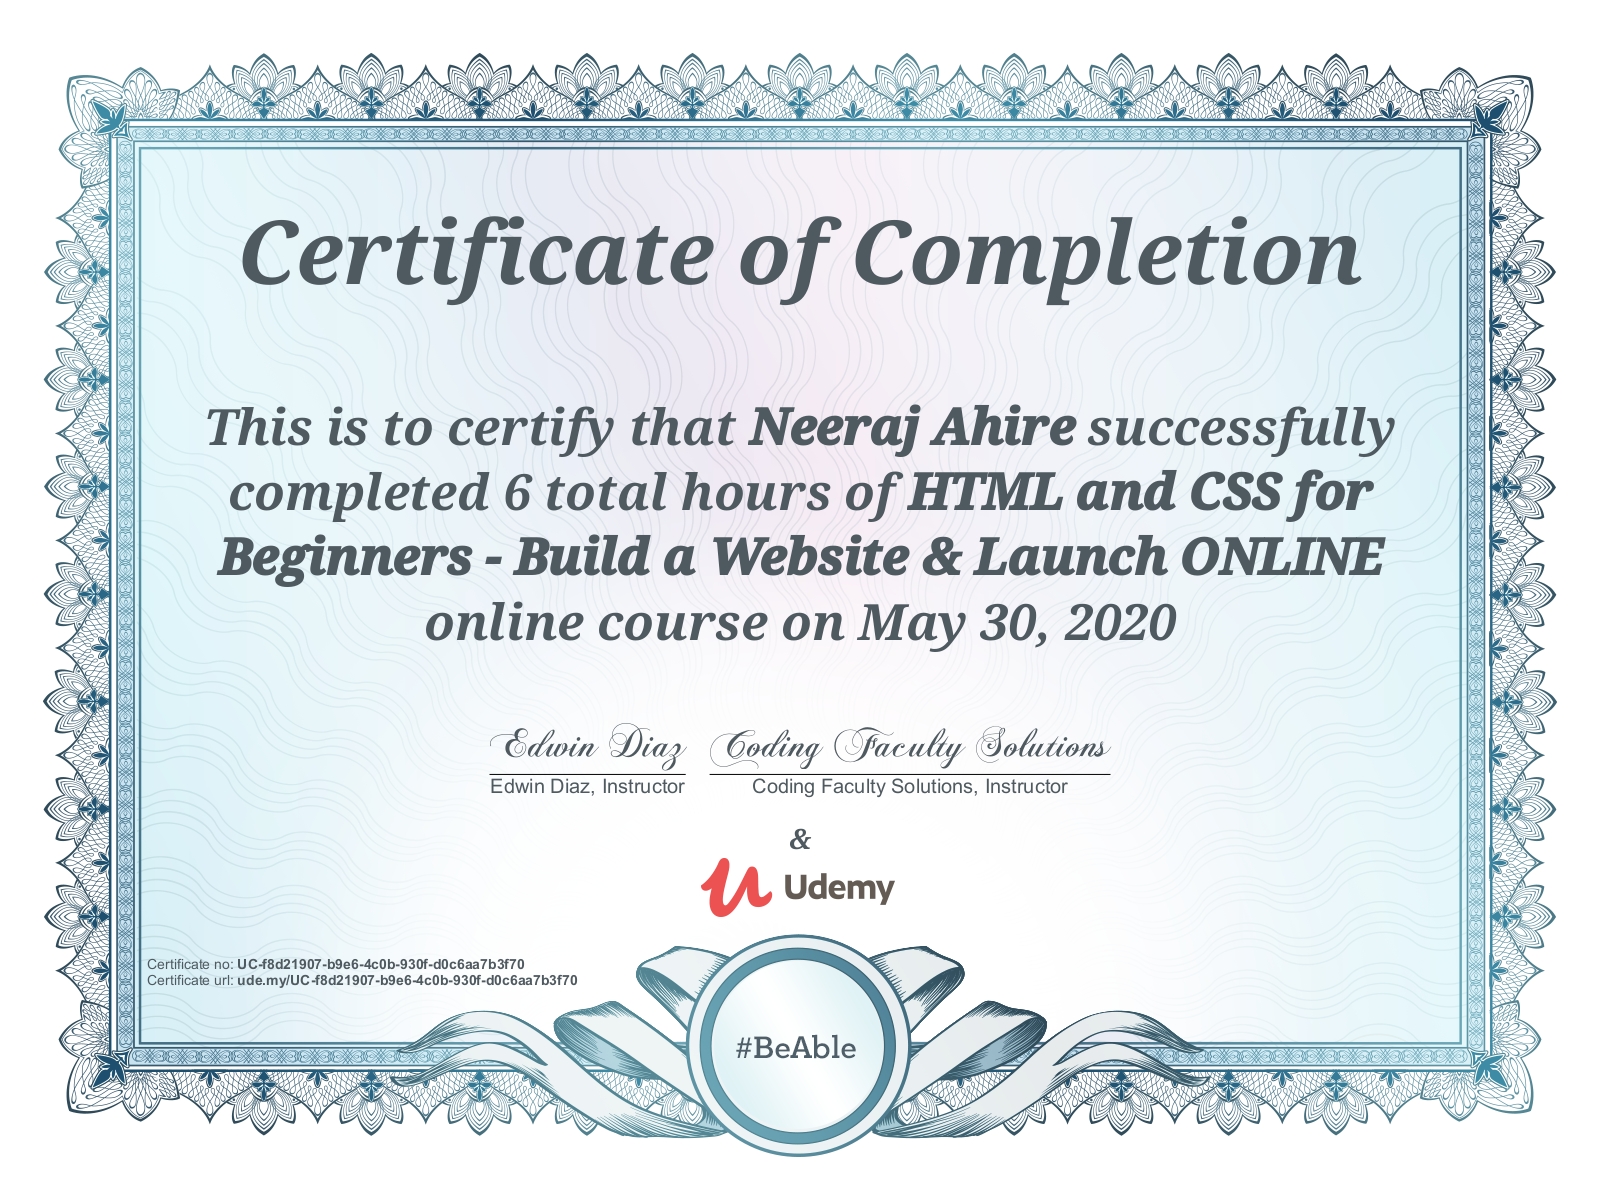 Certificate of Completion
This is to certify that Neeraj Ahire successfully
completed 6 total hours of HTML and CSS for
Beginners - Build a Website & Launch ONLINE
online course on May 30, 2020
Edwin Diaz Coding Faculty Solutions
Edwin Diaz, Instructor Coding Faculty Solutions, Instructor
&
Udemy
Certificate no: UC-f8d21907-b9e6-4c0b-930f-d0c6aa7b3f70
Certificate url: ude.my/UC-f8d21907-b9e6-4c0b-930f-d0c6aa7b3f70
#BeAble